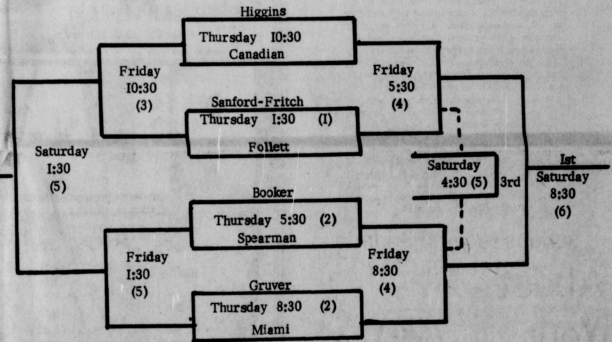 Higgins
Thursday 10:30
Canadian
Friday
10:30
(3)
Friday
5:30
(4)
Sanford-Fritch
Thursday 1:30 (1)
Follett
Saturday
1:30
(5)
Saturday
4:30 (5)
3rd
1st
Saturday
8:30
(6)
Booker
Thursday 5:30 (2)
Spearman
Friday
1:30
(5)
Friday
8:30
(4)
Gruver
Thursday 8:30 (2)
Miami